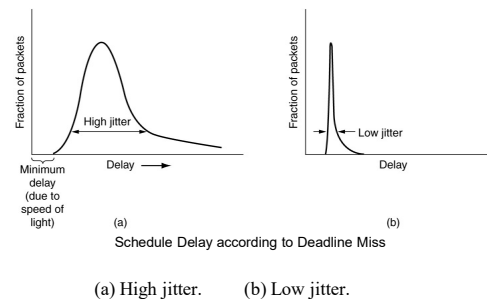 Fraction of packets
High jitter
Minimum
delay
(due to
speed of
light)
Delay
(a)
Fraction of packets
Low jitter
Delay
(b)
Schedule Delay according to Deadline Miss
(a) High jitter. (b) Low jitter.